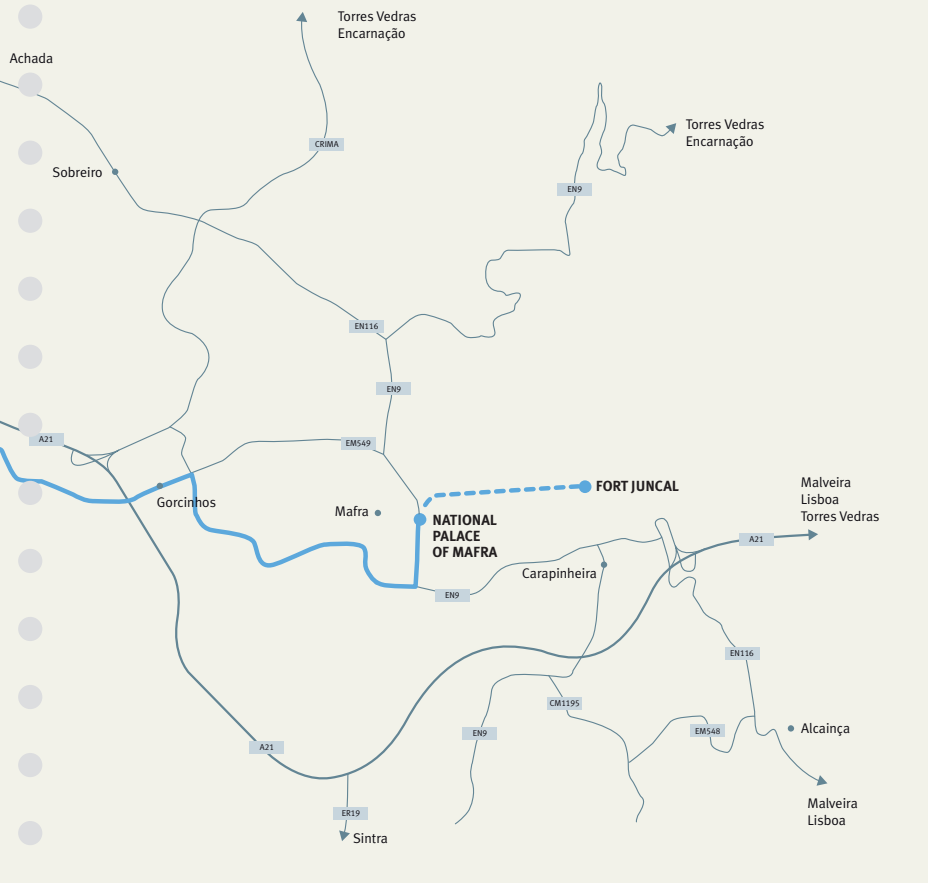 Torres Vedras
Encarnação
Achada
Torres Vedras
Encarnação
CRIMA
Sobreiro
EN9
EN116
EN9
A21
EM549
Malveira
Lisboa
Torres Vedras
FORT JUNCAL
Gorcinhos
Mafra
NATIONAL
PALACE
OF MAFRA
A21
Carapinheira
EN9
EN116
CM1195
EN9
EM548
Alcainça
A21
Malveira
Lisboa
ER19
Sintra